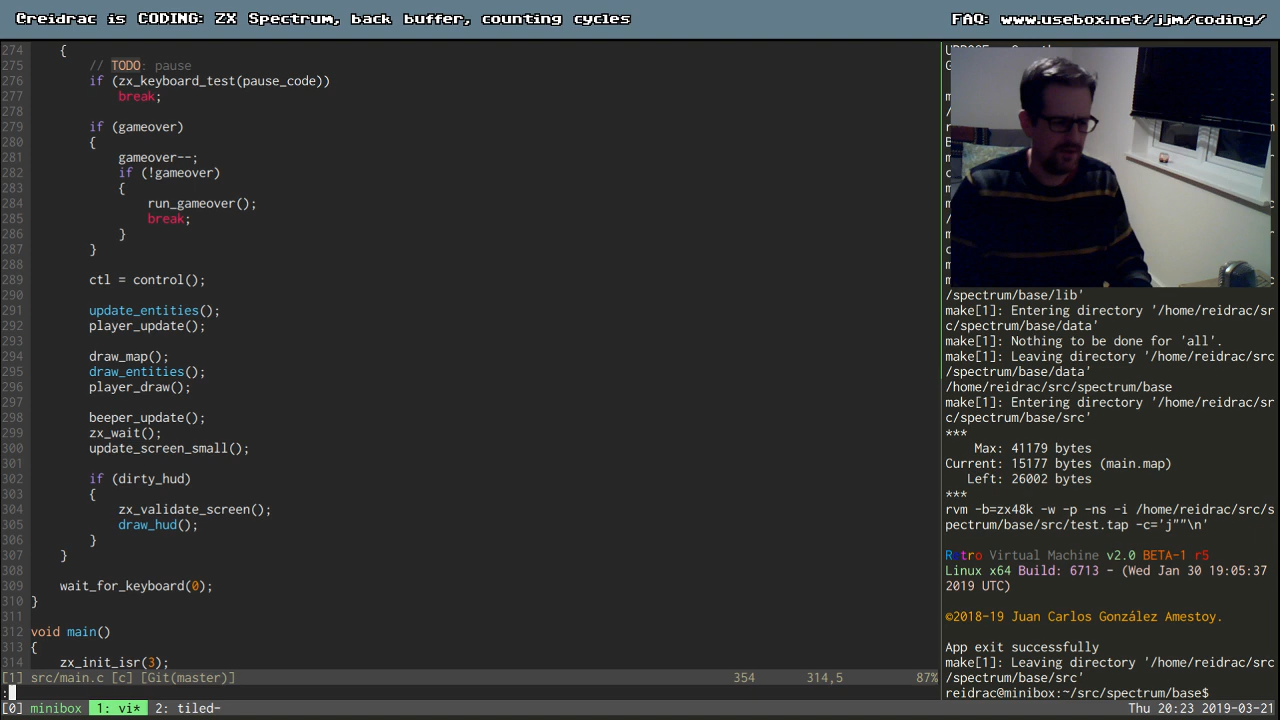 @reidrac is CODING: ZX Spectrum, back buffer, counting cycles
FAQ: www.usebox.net/jjm/coding/
274 {
275 // TODO: pause
276 if (zx_keyboard_test(pause_code))
277 break;
278
279 if (gameover)
280 {
281 gameover--;
282 if (!gameover)
283 {
284 run_gameover();
285 break;
286 }
287 }
288
289 ctl = control();
290
291 update_entities();
292 player_update();
293
294 draw_map();
295 draw_entities();
296 player_draw();
297
298 beeper_update();
299 zx_wait();
300 update_screen_small();
301
302 if (dirty_hud)
303 {
304 zx_validate_screen();
305 draw_hud();
306 }
307 }
308
309 wait_for_keyboard(0);
310 }
311
312 void main()
313 {
314 zx_init_isr(3);
[1] src/main.c [c] [Git(master)] 354 314,5 87%
:
/spectrum/base/lib'
make[1]: Entering directory '/home/reidrac/sr
c/spectrum/base/data'
make[1]: Nothing to be done for 'all'.
make[1]: Leaving directory '/home/reidrac/src
/spectrum/base/data'
/home/reidrac/src/spectrum/base
make[1]: Entering directory '/home/reidrac/sr
c/spectrum/base/src'
***
Max: 41179 bytes
Current: 15177 bytes (main.map)
Left: 26002 bytes
***
rvm -b=zx48k -w -p -ns -i /home/reidrac/src/s
pectrum/base/src/test.tap -c='j""\n'
Retro Virtual Machine v2.0 BETA-1 r5
Linux x64 Build: 6713 - (Wed Jan 30 19:05:37
2019 UTC)
©2018-19 Juan Carlos González Amestoy.
App exit successfully
make[1]: Leaving directory '/home/reidrac/src
/spectrum/base/src'
reidrac@minibox:~/src/spectrum/base$
[0] minibox 1: vi* 2: tiled- Thu 20:23 2019-03-21